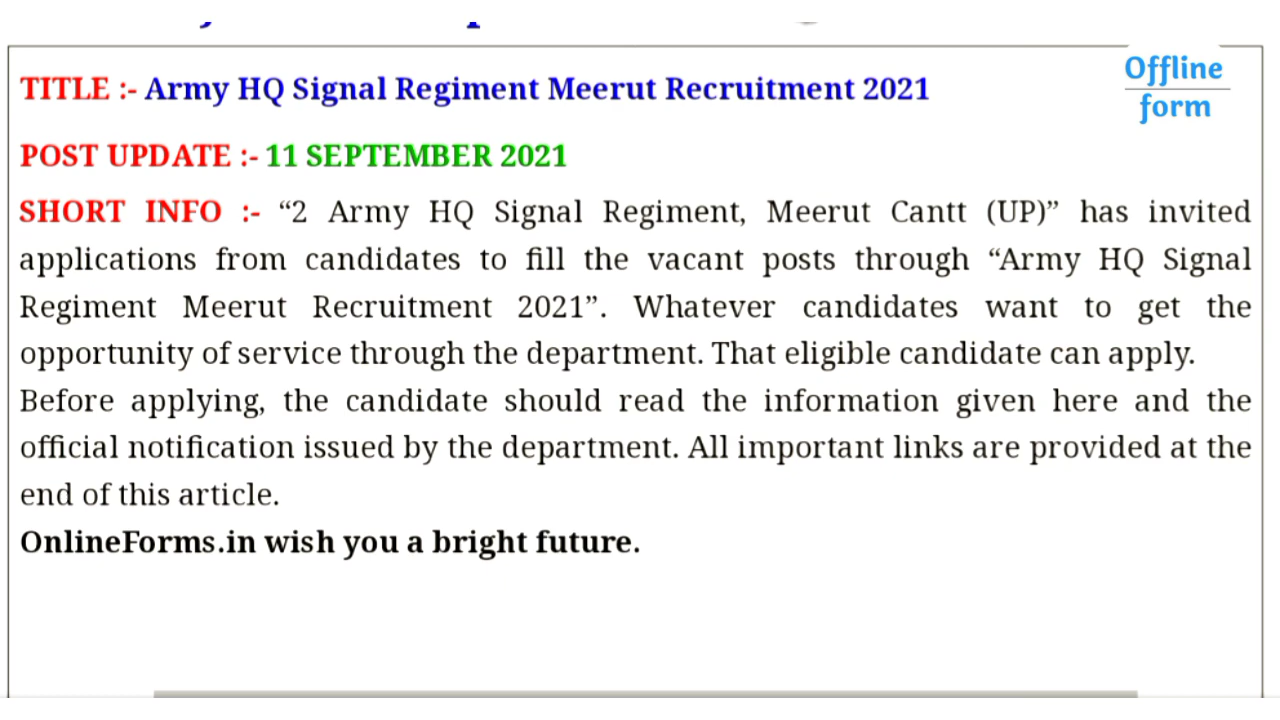 TITLE :- Army HQ Signal Regiment Meerut Recruitment 2021
Offline
form
POST UPDATE :- 11 SEPTEMBER 2021
SHORT INFO :- “2 Army HQ Signal Regiment, Meerut Cantt (UP)” has invited
applications from candidates to fill the vacant posts through “Army HQ Signal
Regiment Meerut Recruitment 2021”. Whatever candidates want to get the
opportunity of service through the department. That eligible candidate can apply.
Before applying, the candidate should read the information given here and the
official notification issued by the department. All important links are provided at the
end of this article.
OnlineForms.in wish you a bright future.